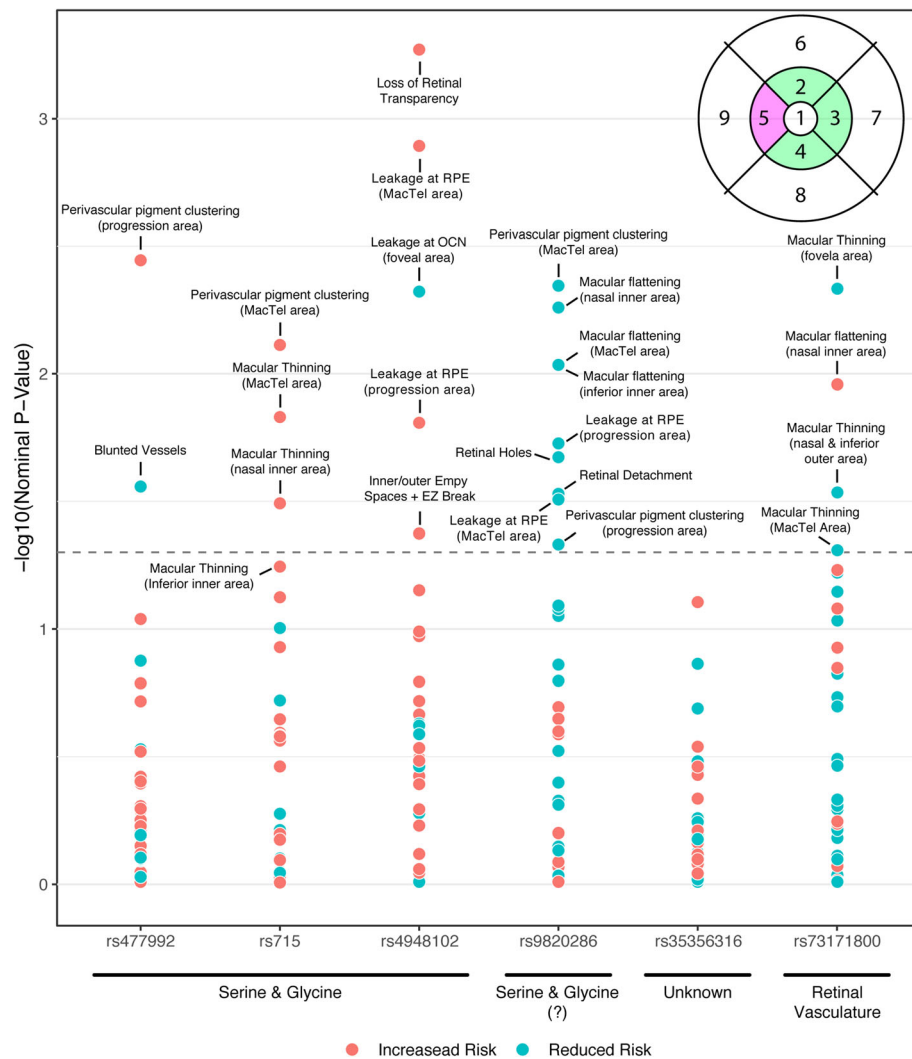 6
2
9
5
1
3
7
4
8
3
2
1
0
−log10(Nominal P−Value)
Loss of Retinal
Transparency
Leakage at RPE
(MacTel area)
Perivascular pigment clustering
(progression area)
Leakage at OCN
(foveal area)
Perivascular pigment clustering
(MacTel area)
Macular Thinning
(fovela area)
Perivascular pigment clustering
(MacTel area)
Macular flattening
(nasal inner area)
Macular Thinning
(MacTel area)
Leakage at RPE
(progression area)
Macular flattening
(MacTel area)
Macular flattening
(inferior inner area)
Macular flattening
(nasal inner area)
Blunted Vessels
Macular Thinning
(nasal inner area)
Inner/outer Empy
Spaces + EZ Break
Leakage at RPE
(progression area)
Retinal Holes
Retinal Detachment
Leakage at RPE
(MacTel area)
Perivascular pigment clustering
(progression area)
Macular Thinning
(nasal & inferior
outer area)
Macular Thinning
(MacTel Area)
Macular Thinning
(Inferior inner area)
rs477992
rs715
rs4948102
rs9820286
rs35356316
rs73171800
Serine & Glycine
Serine & Glycine
(?)
Unknown
Retinal
Vasculature
Increasead Risk
Reduced Risk